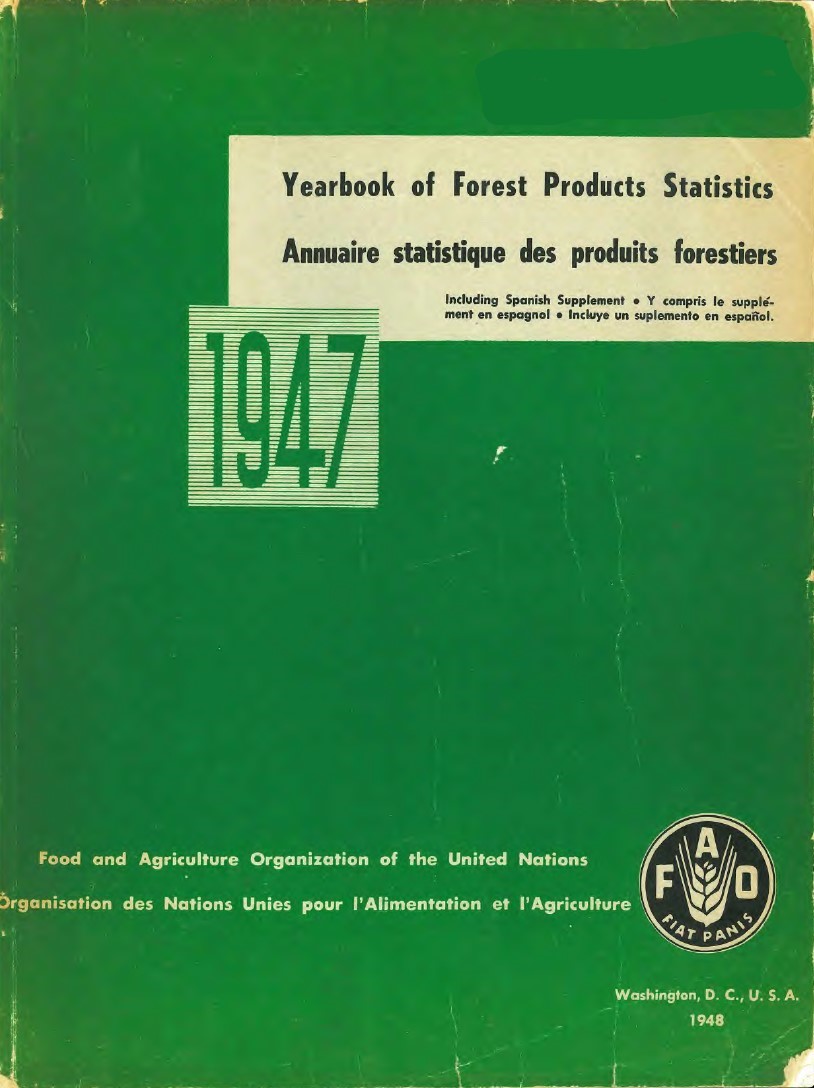 Yearbook of Forest Products Statistics
Annuaire statistique des produits forestiers
Including Spanish Supplement • Y compris le supplé-
ment en espagnol • Incluye un suplemento en español.
1947
Food and Agriculture Organization of the United Nations
Organisation des Nations Unies pour l'Alimentation et l'Agriculture
F A O
FIAT PANIS
Washington, D. C., U. S. A.
1948